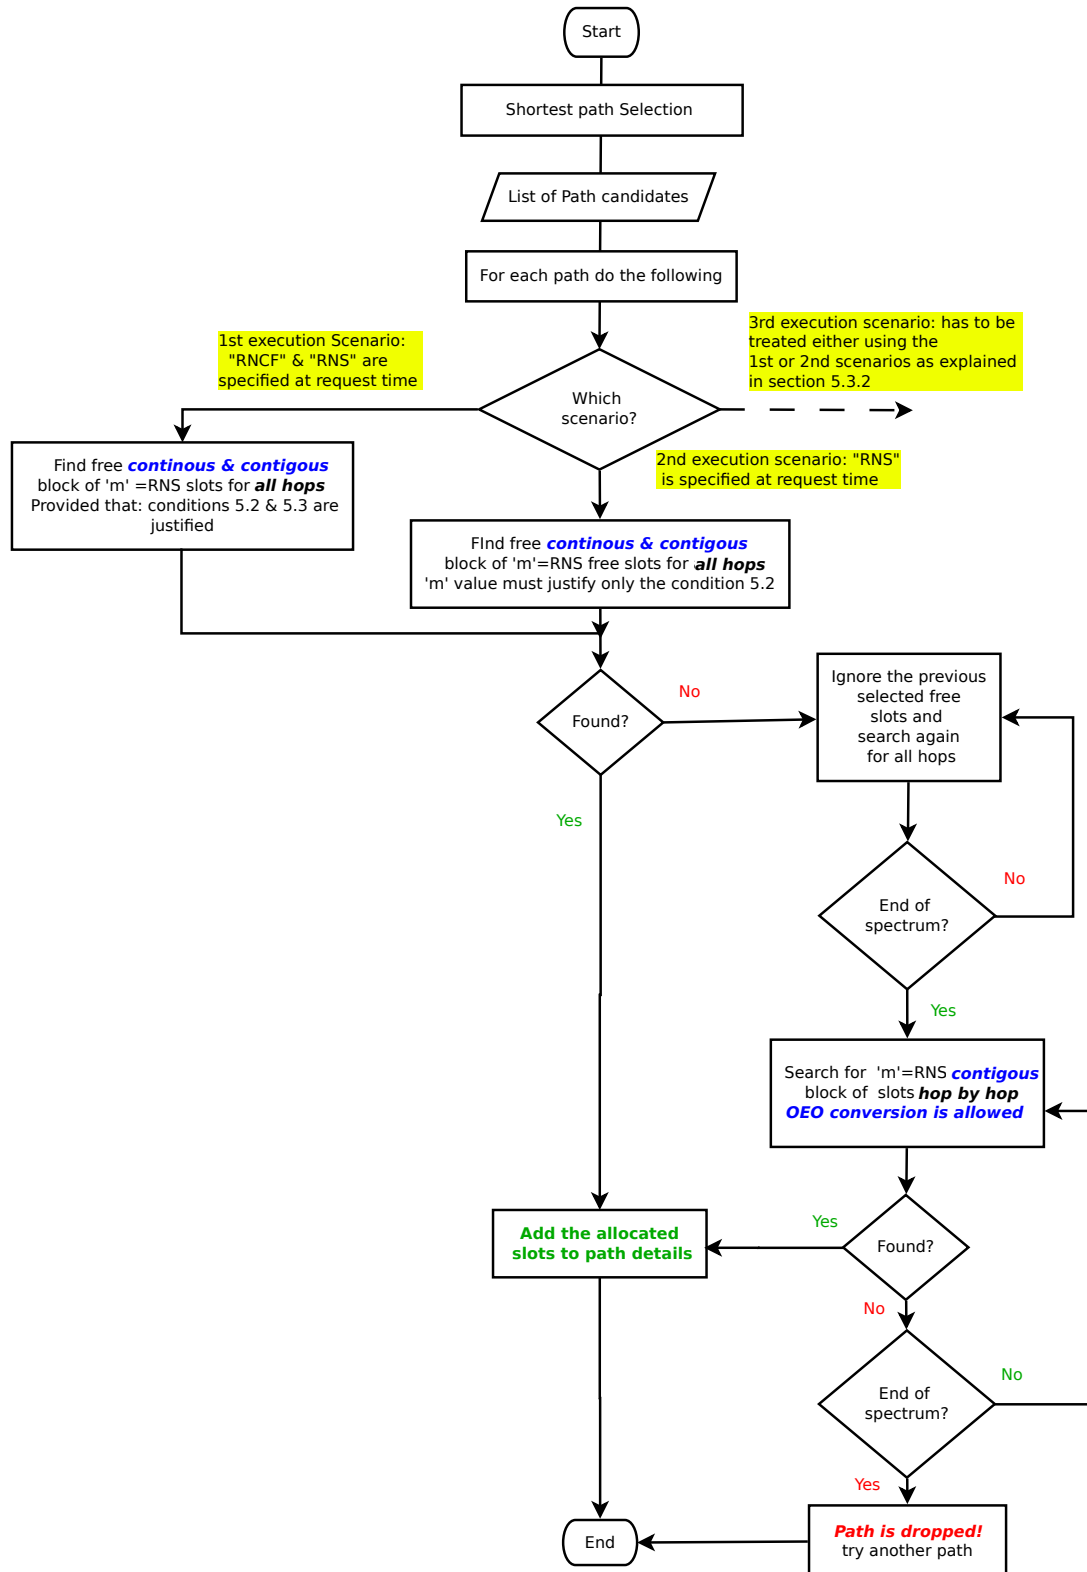 Start
Shortest path Selection
List of Path candidates
For each path do the following
1st execution Scenario:
"RNCF" & "RNS" are
specified at request time
3rd execution scenario: has to be
treated either using the
1st or 2nd scenarios as explained
in section 5.3.2
Which
scenario?
2nd execution scenario: "RNS"
is specified at request time
Find free continous & contigous
block of 'm' =RNS slots for all hops
Provided that: conditions 5.2 & 5.3 are
justified
FInd free continous & contigous
block of 'm'=RNS free slots for all hops
'm' value must justify only the condition 5.2
Found?
No
Yes
Ignore the previous
selected free
slots and
search again
for all hops
End of
spectrum?
No
Yes
Search for 'm'=RNS contigous
block of slots hop by hop
OEO conversion is allowed
Found?
Yes
No
Add the allocated
slots to path details
End of
spectrum?
No
Yes
Path is dropped!
try another path
End